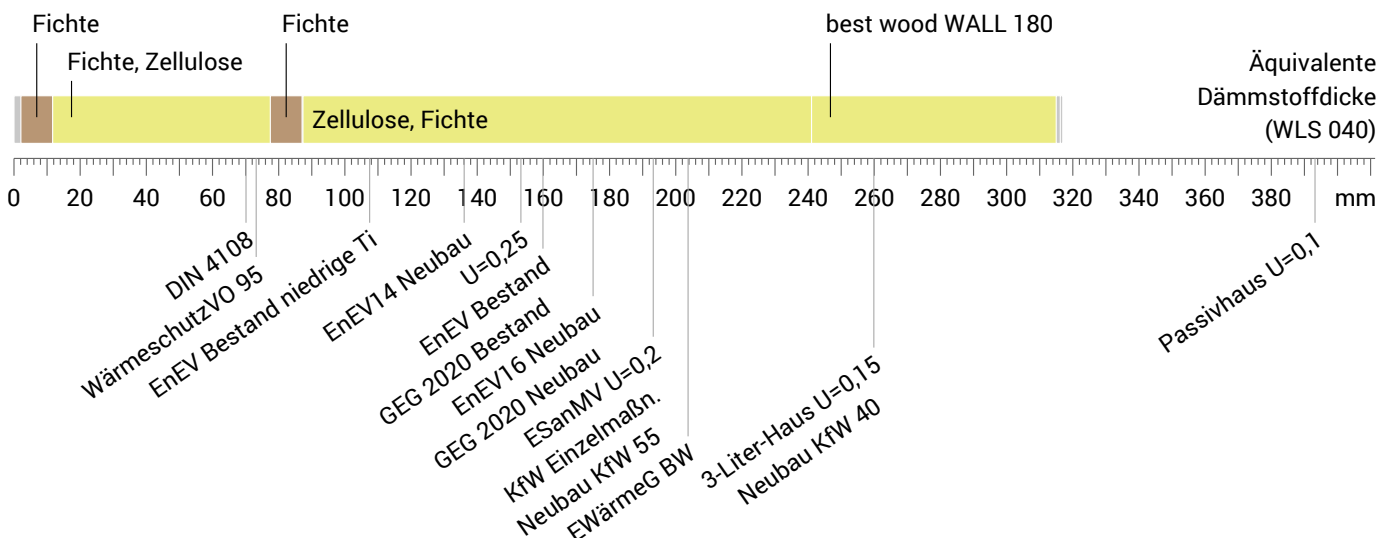 Fichte
Fichte
best wood WALL 180
Fichte, Zellulose
Äquivalente
Dämmstoffdicke
(WLS 040)
Zellulose, Fichte
0 20 40 60 80 100 120 140 160 180 200 220 240 260 280 300 320 340 360 380 mm
DIN 4108
WärmeschutzVO 95
EnEV Bestand niedrige Ti
EnEV14 Neubau
U=0,25
EnEV Bestand
GEG 2020 Bestand
EnEV16 Neubau
GEG 2020 Neubau
ESanMV U=0,2
KfW Einzelmaßn.
Neubau KfW 55
EWärmeG BW
3-Liter-Haus U=0,15
Neubau KfW 40
Passivhaus U=0,1